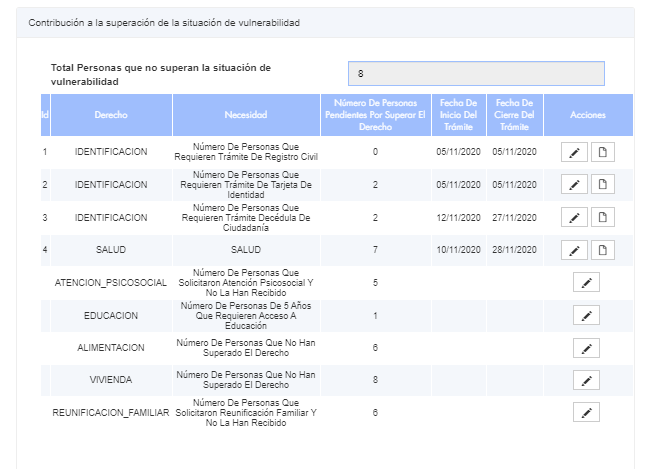 Contribución a la superación de la situación de vulnerabilidad
Total Personas que no superan la situación de
vulnerabilidad
8
Id Derecho Necesidad Número De Personas Pendientes Por Superar El Derecho Fecha De Inicio Del Trámite Fecha De Cierre Del Trámite Acciones
1 IDENTIFICACION Número De Personas Que Requieren Trámite De Registro Civil 0 05/11/2020 05/11/2020
2 IDENTIFICACION Número De Personas Que Requieren Trámite De Tarjeta De Identidad 2 05/11/2020 05/11/2020
3 IDENTIFICACION Número De Personas Que Requieren Trámite Decédula De Ciudadanía 2 12/11/2020 27/11/2020
4 SALUD SALUD 7 10/11/2020 28/11/2020
ATENCION_PSICOSOCIAL Número De Personas Que Solicitaron Atención Psicosocial Y No La Han Recibido 5
EDUCACION Número De Personas De 5 Años Que Requieren Acceso A Educación 1
ALIMENTACION Número De Personas Que No Han Superado El Derecho 6
VIVIENDA Número De Personas Que No Han Superado El Derecho 8
REUNIFICACION_FAMILIAR Número De Personas Que Solicitaron Reunificación Familiar Y No La Han Recibido 6